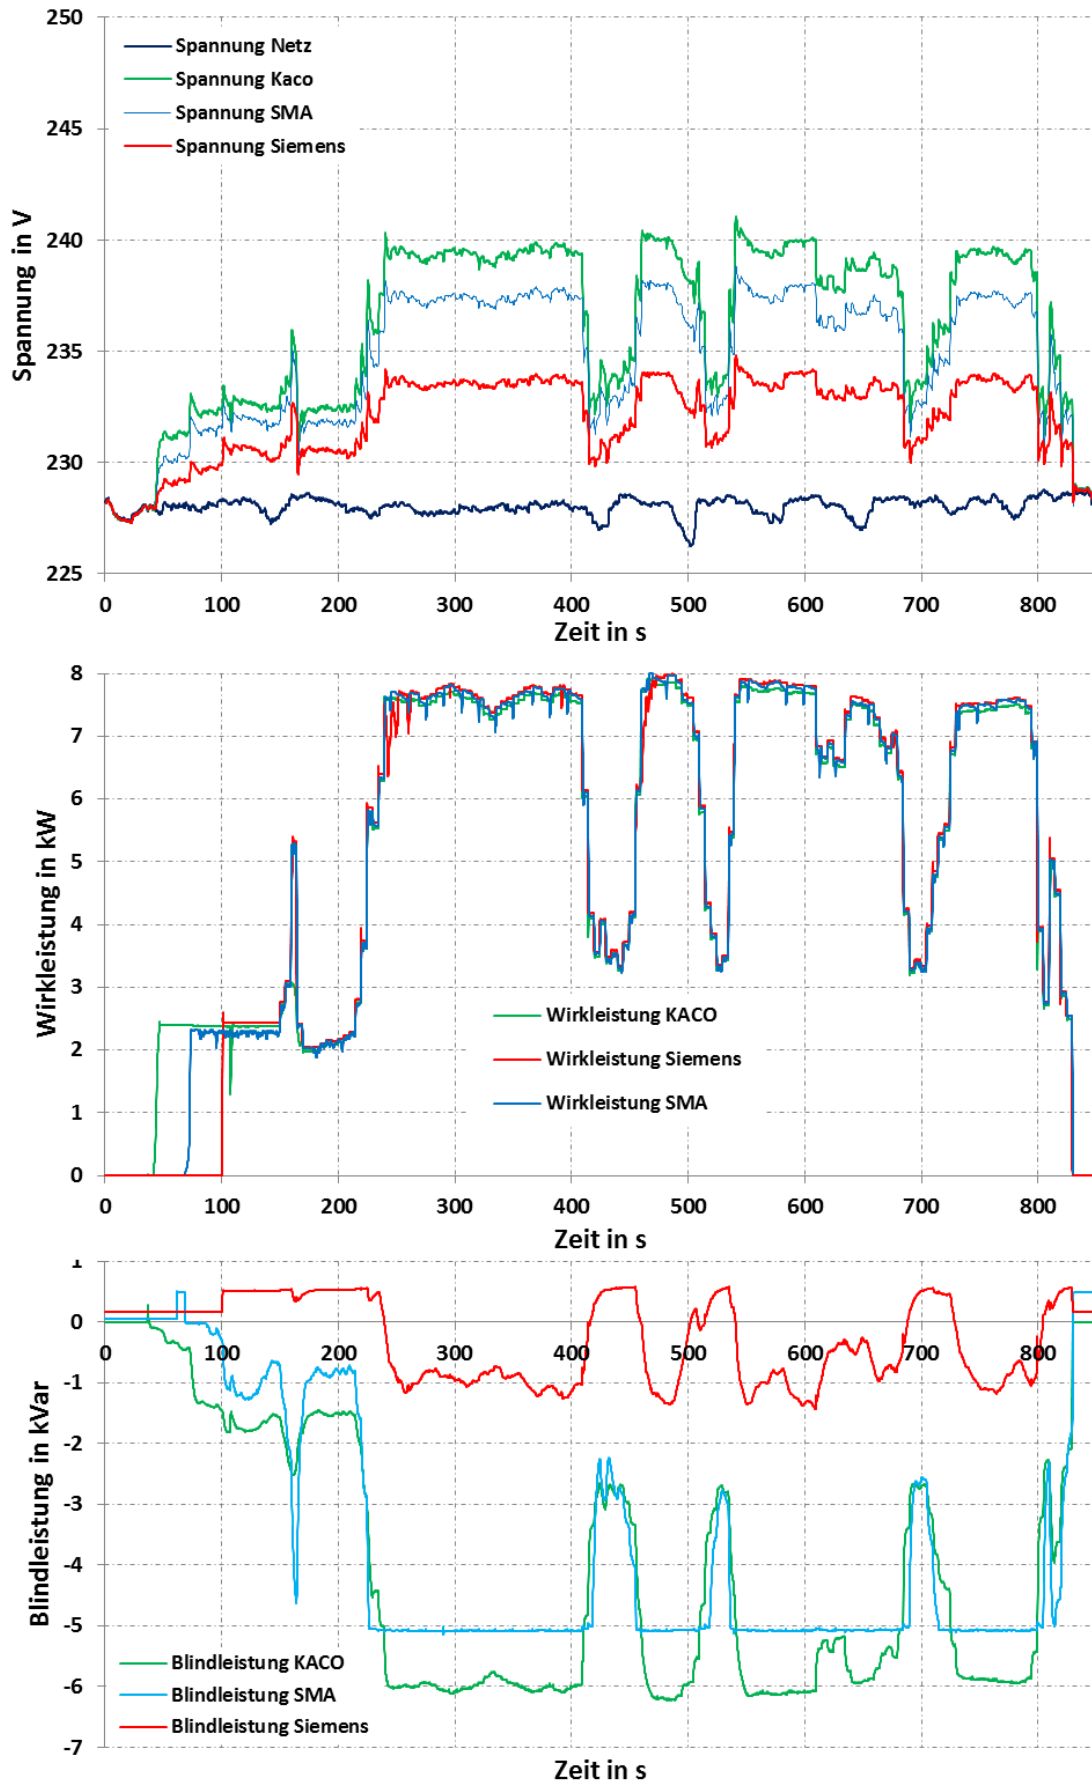 250
245
240
235
230
225
Spannung in V
Spannung Netz
Spannung Kaco
Spannung SMA
Spannung Siemens
0 100 200 300 400 500 600 700 800
Zeit in s
8
7
6
5
4
3
2
1
0
Wirkleistung in kW
Wirkleistung KACO
Wirkleistung Siemens
Wirkleistung SMA
0 100 200 300 400 500 600 700 800
Zeit in s
1
0
-1
-2
-3
-4
-5
-6
-7
Blindleistung in kVar
0 100 200 300 400 500 600 700 800
Blindleistung KACO
Blindleistung SMA
Blindleistung Siemens
Zeit in s